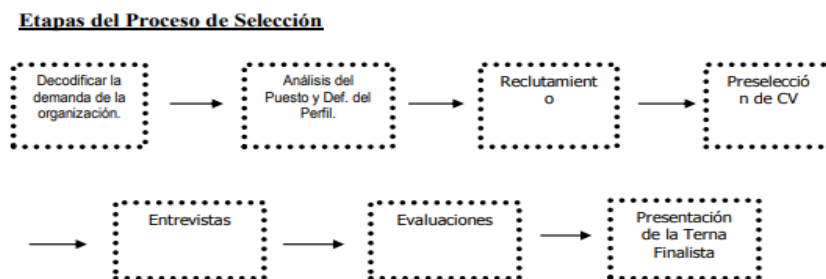 Etapas del Proceso de Selección
Decodificar la
demanda de la
organización.
Análisis del
Puesto y Def. del
Perfil.
Reclutamient
o
Preselecció
n de CV
Entrevistas
Evaluaciones
Presentación
de la Terna
Finalista